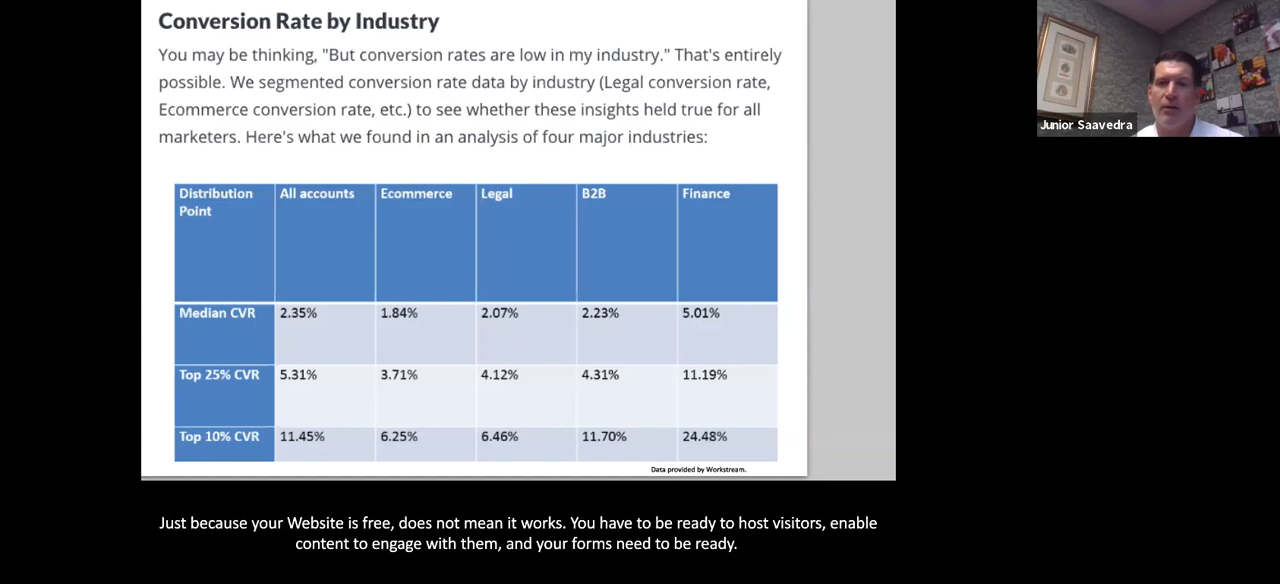 Conversion Rate by Industry
You may be thinking, "But conversion rates are low in my industry." That's entirely
possible. We segmented conversion rate data by industry (Legal conversion rate,
Ecommerce conversion rate, etc.) to see whether these insights held true for all
marketers. Here's what we found in an analysis of four major industries:
Distribution Point All accounts Ecommerce Legal B2B Finance
Median CVR 2.35% 1.84% 2.07% 2.23% 5.01%
Top 25% CVR 5.31% 3.71% 4.12% 4.31% 11.19%
Top 10% CVR 11.45% 6.25% 6.46% 11.70% 24.48%
Data provided by Workstream.
Just because your Website is free, does not mean it works. You have to be ready to host visitors, enable
content to engage with them, and your forms need to be ready.
Junior Saavedra